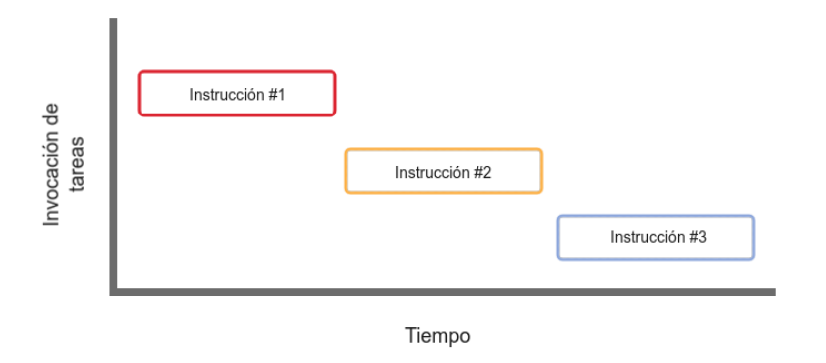 Invocación de
tareas
Instrucción #1
Instrucción #2
Instrucción #3
Tiempo